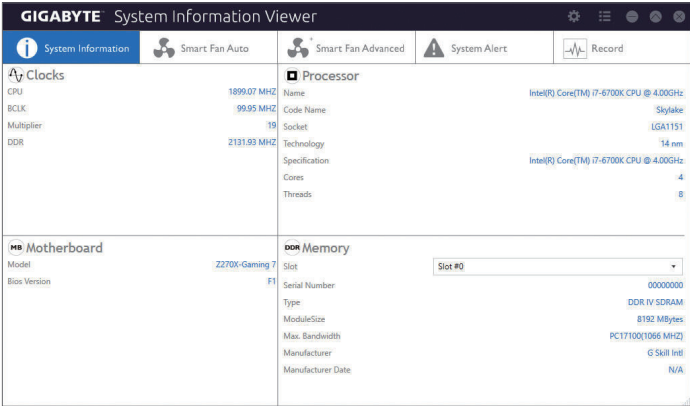 GIGABYTE™ System Information Viewer
System Information
Smart Fan Auto
Smart Fan Advanced
System Alert
Record
Clocks
CPU 1899.07 MHZ
BCLK 99.95 MHZ
Multiplier 19
DDR 2131.93 MHZ
Processor
Name Intel(R) Core(TM) i7-6700K CPU @ 4.00GHz
Code Name Skylake
Socket LGA1151
Technology 14 nm
Specification Intel(R) Core(TM) i7-6700K CPU @ 4.00GHz
Cores 4
Threads 8
MB Motherboard
Model Z270X-Gaming 7
Bios Version F1
DDR Memory
Slot Slot #0
Serial Number 00000000
Type DDR IV SDRAM
ModuleSize 8192 MBytes
Max. Bandwidth PC17100(1066 MHZ)
Manufacturer G Skill Intl
Manufacturer Date N/A